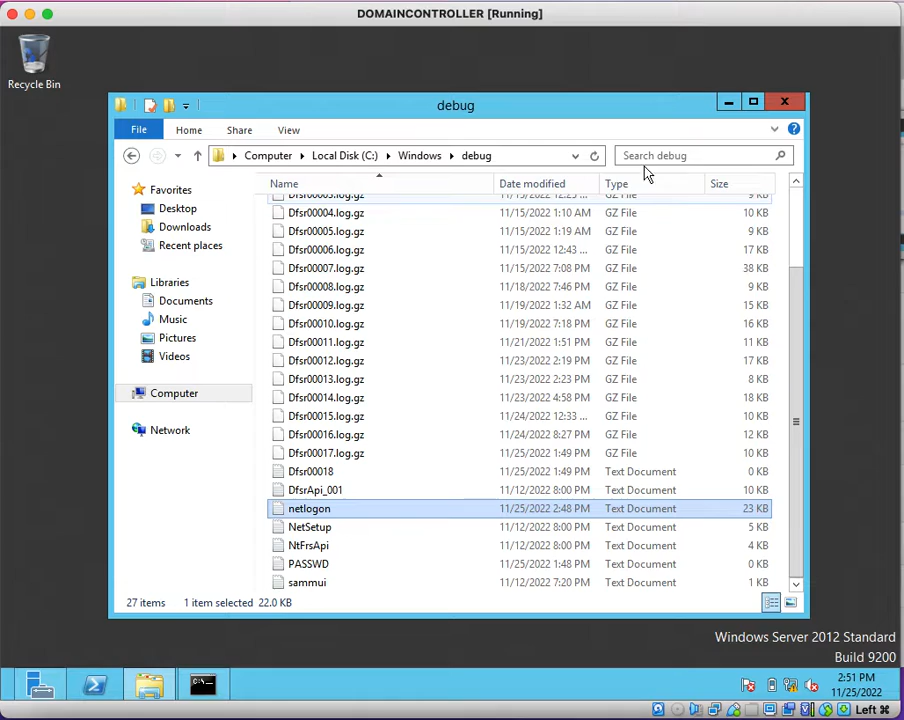 DOMAINCONTROLLER [Running]
Recycle Bin
debug
File Home Share View
Computer Local Disk (C:) Windows debug
Search debug
Name Date modified Type Size
Favorites
Desktop
Downloads
Recent places
Libraries
Documents
Music
Pictures
Videos
Computer
Network
Dfsr00003.log.gz 11/15/2022 12:25 ... GZ File 9 KB
Dfsr00004.log.gz 11/15/2022 1:10 AM GZ File 10 KB
Dfsr00005.log.gz 11/15/2022 1:19 AM GZ File 9 KB
Dfsr00006.log.gz 11/15/2022 12:43 ... GZ File 17 KB
Dfsr00007.log.gz 11/15/2022 7:08 PM GZ File 38 KB
Dfsr00008.log.gz 11/18/2022 7:46 PM GZ File 9 KB
Dfsr00009.log.gz 11/19/2022 1:32 AM GZ File 15 KB
Dfsr00010.log.gz 11/19/2022 7:18 PM GZ File 16 KB
Dfsr00011.log.gz 11/21/2022 1:51 PM GZ File 11 KB
Dfsr00012.log.gz 11/23/2022 2:19 PM GZ File 17 KB
Dfsr00013.log.gz 11/23/2022 2:23 PM GZ File 8 KB
Dfsr00014.log.gz 11/23/2022 4:58 PM GZ File 18 KB
Dfsr00015.log.gz 11/24/2022 12:33 ... GZ File 10 KB
Dfsr00016.log.gz 11/24/2022 8:27 PM GZ File 12 KB
Dfsr00017.log.gz 11/25/2022 1:49 PM GZ File 10 KB
Dfsr00018 11/25/2022 1:49 PM Text Document 0 KB
DfsrApi_001 11/12/2022 8:00 PM Text Document 10 KB
netlogon 11/25/2022 2:48 PM Text Document 23 KB
NetSetup 11/12/2022 8:00 PM Text Document 5 KB
NtFrsApi 11/12/2022 8:00 PM Text Document 4 KB
PASSWD 11/25/2022 1:48 PM Text Document 0 KB
sammui 11/12/2022 7:20 PM Text Document 1 KB
27 items 1 item selected 22.0 KB
Windows Server 2012 Standard
Build 9200
2:51 PM
11/25/2022
Left ⌘